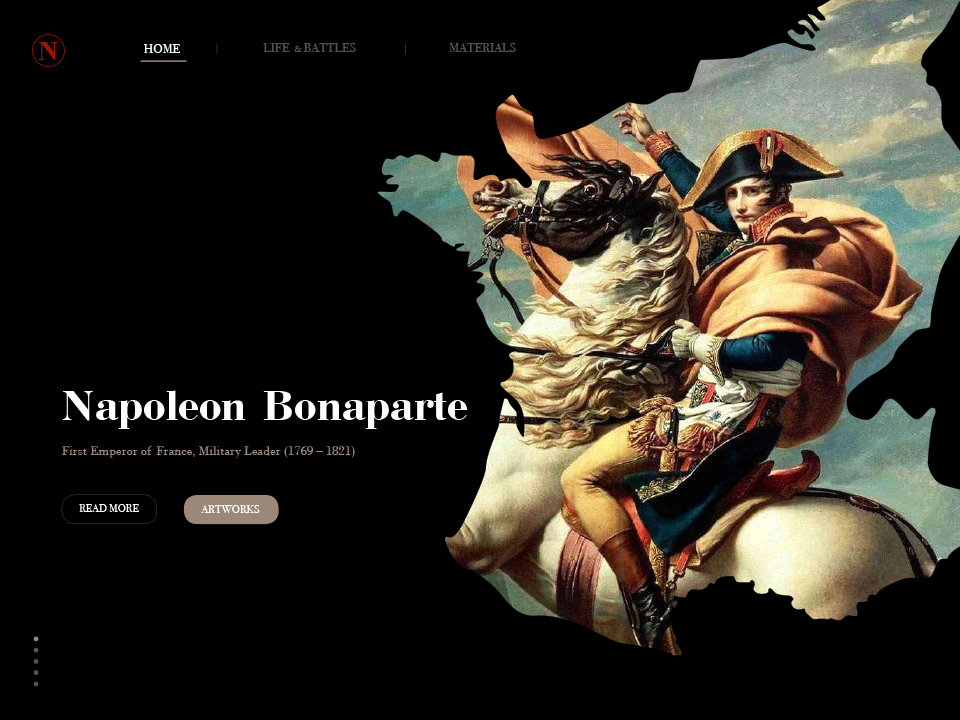 N
HOME | LIFE & BATTLES | MATERIALS
Napoleon Bonaparte
First Emperor of France, Military Leader (1769 – 1821)
READ MORE
ARTWORKS